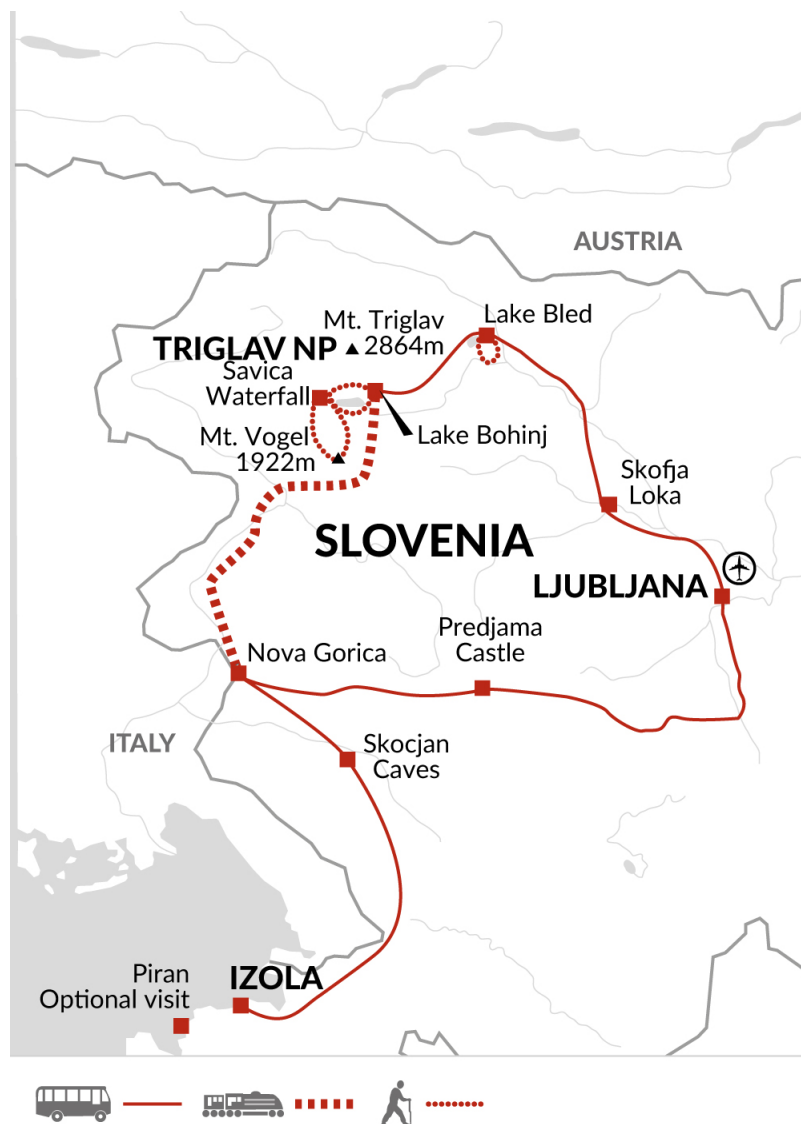 AUSTRIA
Lake Bled
Mt. Triglav
2864m
TRIGLAV NP
Savica
Waterfall
Lake Bohinj
Mt. Vogel
1922m
Skofja
Loka
SLOVENIA
LJUBLJANA
Predjama
Castle
Nova Gorica
ITALY
Skocjan
Caves
Piran
Optional visit
IZOLA